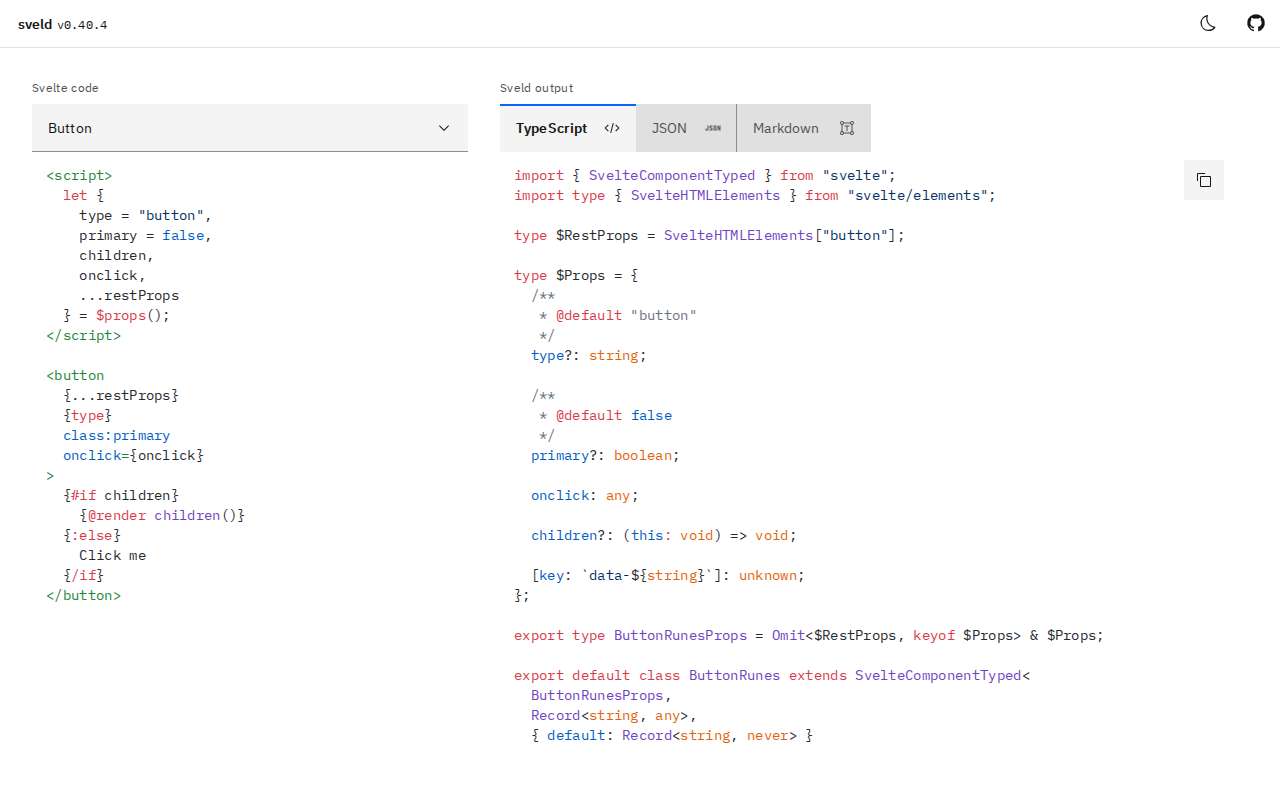 sveld v0.40.4
Svelte code
Button
<script>
  let {
    type = "button",
    primary = false,
    children,
    onclick,
    ...restProps
  } = $props();
</script>

<button
  {...restProps}
  {type}
  class:primary
  onclick={onclick}
>
  {#if children}
    {@render children()}
  {:else}
    Click me
  {/if}
</button>
Sveld output
TypeScript </> JSON JSON Markdown T
import { SvelteComponentTyped } from "svelte";
import type { SvelteHTMLElements } from "svelte/elements";

type $RestProps = SvelteHTMLElements["button"];

type $Props = {
  /**
   * @default "button"
   */
  type?: string;

  /**
   * @default false
   */
  primary?: boolean;

  onclick: any;

  children?: (this: void) => void;

  [key: `data-${string}`]: unknown;
};

export type ButtonRunesProps = Omit<$RestProps, keyof $Props> & $Props;

export default class ButtonRunes extends SvelteComponentTyped<
  ButtonRunesProps,
  Record<string, any>,
  { default: Record<string, never> }